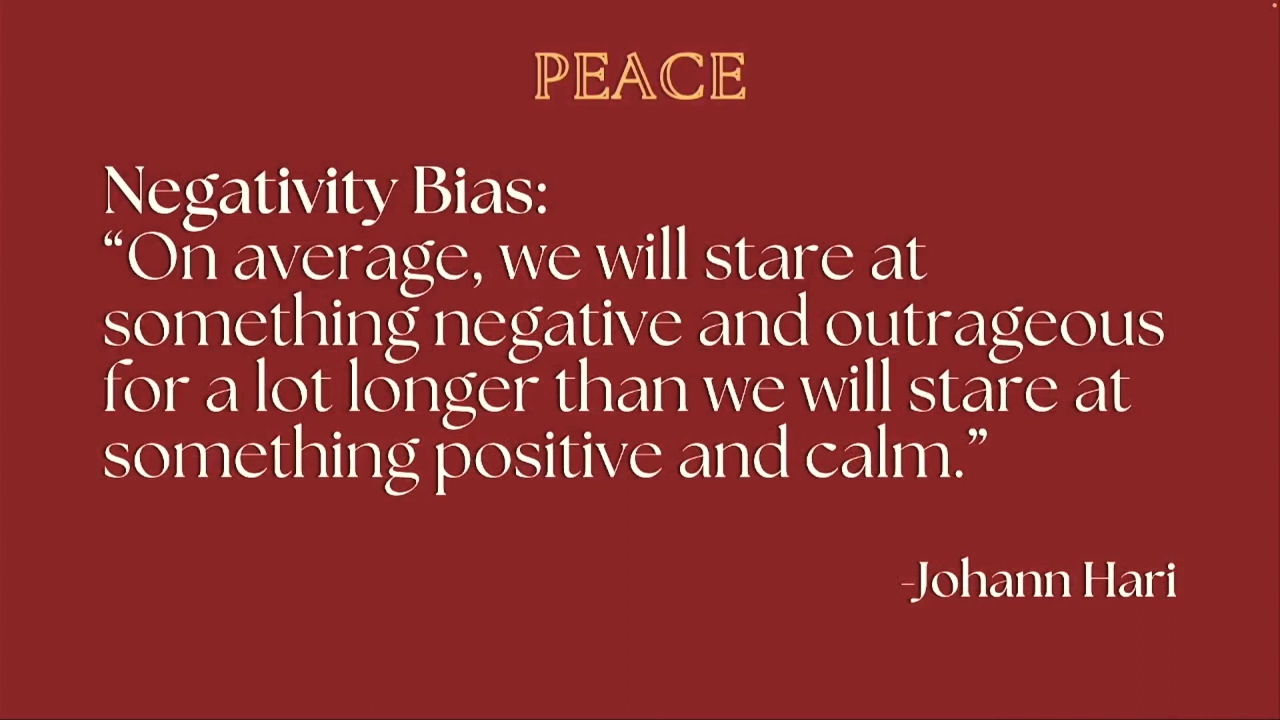 PEACE
Negativity Bias:
“On average, we will stare at
something negative and outrageous
for a lot longer than we will stare at
something positive and calm.”
-Johann Hari